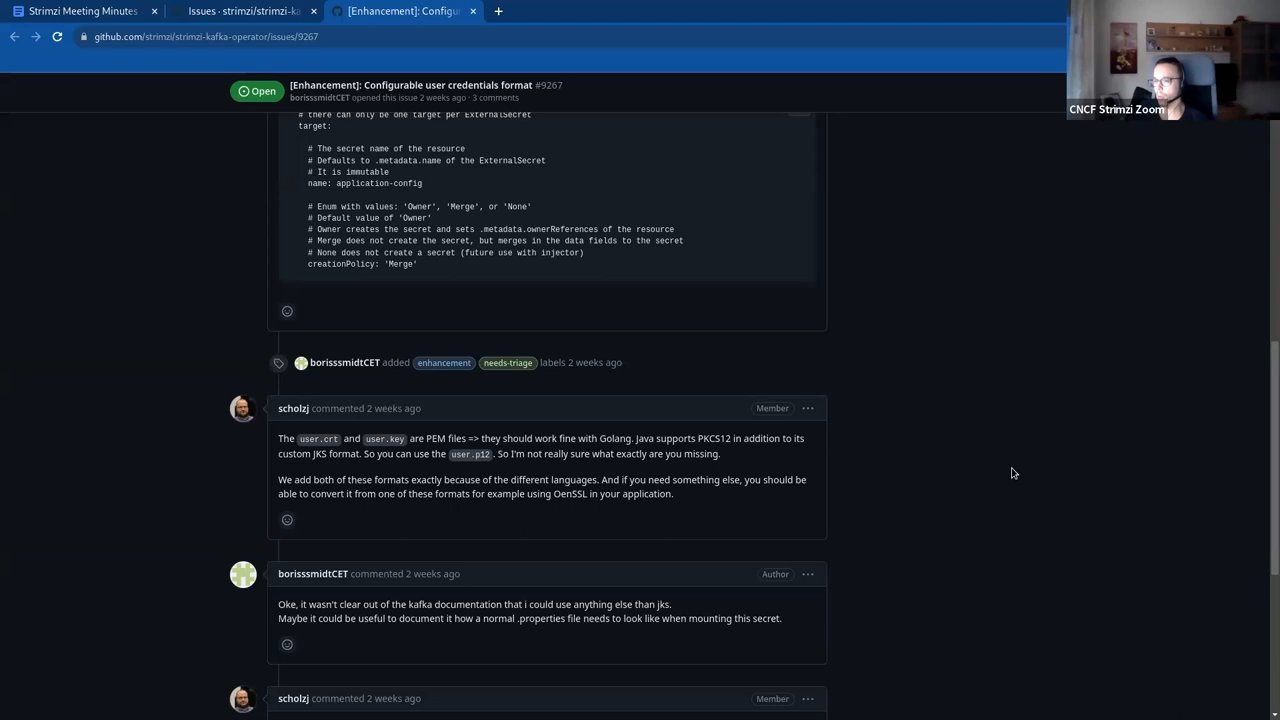 Strimzi Meeting Minutes
Issues · strimzi/strimzi-ka
[Enhancement]: Configur
github.com/strimzi/strimzi-kafka-operator/issues/9267
CNCF Strimzi Zoom
Open
[Enhancement]: Configurable user credentials format #9267
borisssmidtCET opened this issue 2 weeks ago · 3 comments
# there can only be one target per ExternalSecret
target:
# The secret name of the resource
# Defaults to .metadata.name of the ExternalSecret
# It is immutable
name: application-config
# Enum with values: 'Owner', 'Merge', or 'None'
# Default value of 'Owner'
# Owner creates the secret and sets .metadata.ownerReferences of the resource
# Merge does not create the secret, but merges in the data fields to the secret
# None does not create a secret (future use with injector)
creationPolicy: 'Merge'
borisssmidtCET added enhancement needs-triage labels 2 weeks ago
scholzj commented 2 weeks ago
Member
The user.crt and user.key are PEM files => they should work fine with Golang. Java supports PKCS12 in addition to its
custom JKS format. So you can use the user.p12. So I'm not really sure what exactly are you missing.
We add both of these formats exactly because of the different languages. And if you need something else, you should be
able to convert it from one of these formats for example using OenSSL in your application.
borisssmidtCET commented 2 weeks ago
Author
Oke, it wasn't clear out of the kafka documentation that i could use anything else than jks.
Maybe it could be useful to document it how a normal .properties file needs to look like when mounting this secret.
scholzj commented 2 weeks ago
Member